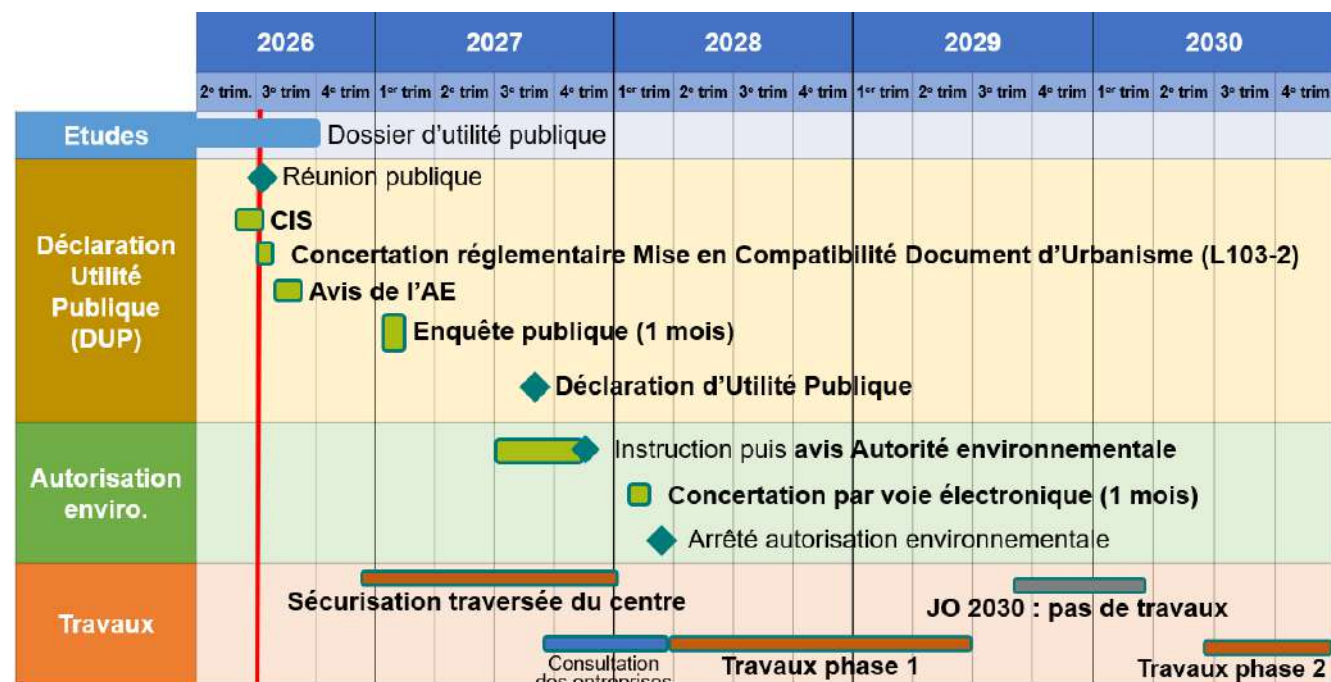 2026 2027 2028 2029 2030
2e trim. 3e trim 4e trim 1er trim 2e trim 3e trim 4e trim 1er trim 2e trim 3e trim 4e trim 1er trim 2e trim 3e trim 4e trim 1er trim 2e trim 3e trim 4e trim
Etudes
Dossier d’utilité publique
Déclaration
Utilité
Publique
(DUP)
Réunion publique
CIS
Concertation réglementaire Mise en Compatibilité Document d’Urbanisme (L103-2)
Avis de l’AE
Enquête publique (1 mois)
Déclaration d’Utilité Publique
Autorisation
enviro.
Instruction puis avis Autorité environnementale
Concertation par voie électronique (1 mois)
Arrêté autorisation environnementale
Travaux
Sécurisation traversée du centre
JO 2030 : pas de travaux
Consultation
des entreprises
Travaux phase 1
Travaux phase 2